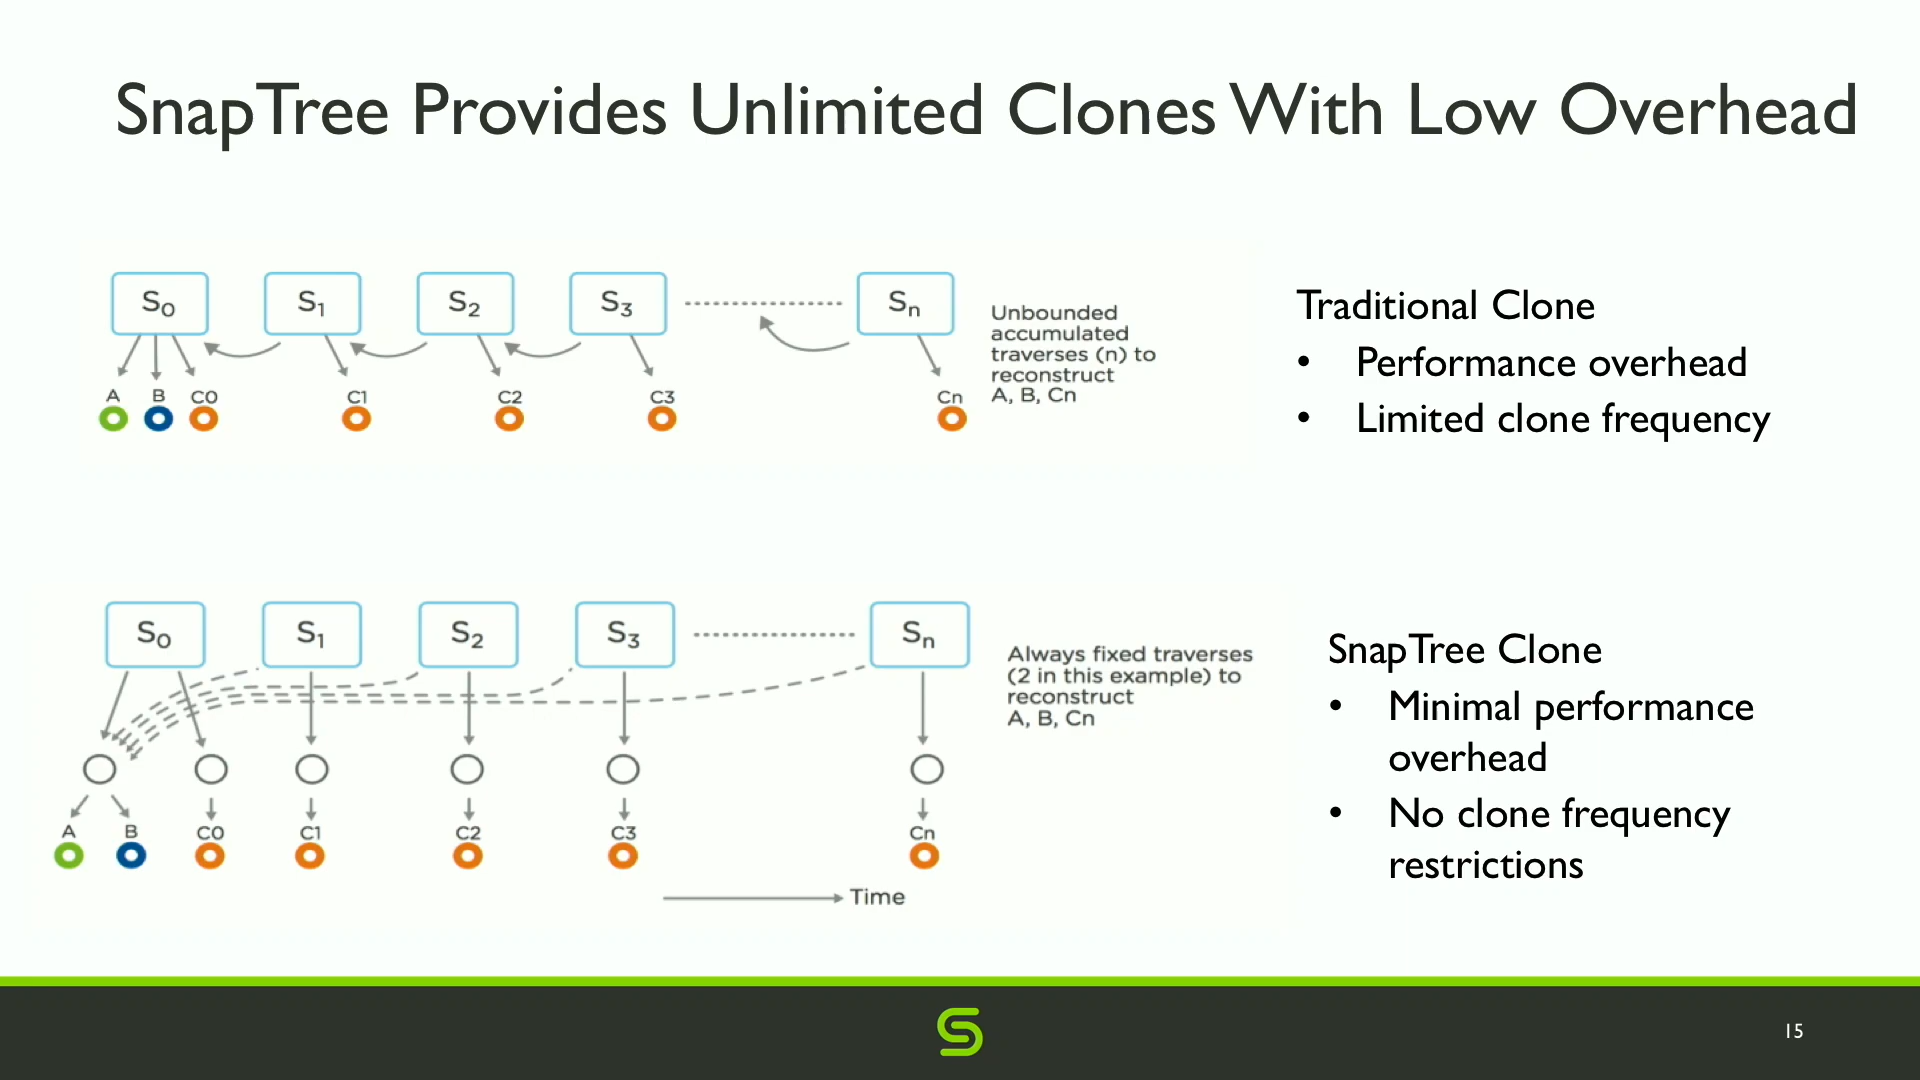 SnapTree Provides Unlimited Clones With Low Overhead
S0 S1 S2 S3 Sn
A B C0 C1 C2 C3 Cn
Unbounded
accumulated
traverses (n) to
reconstruct
A, B, Cn
Traditional Clone
• Performance overhead
• Limited clone frequency
S0 S1 S2 S3 Sn
A B C0 C1 C2 C3 Cn
Time
Always fixed traverses
(2 in this example) to
reconstruct
A, B, Cn
SnapTree Clone
• Minimal performance
overhead
• No clone frequency
restrictions
15